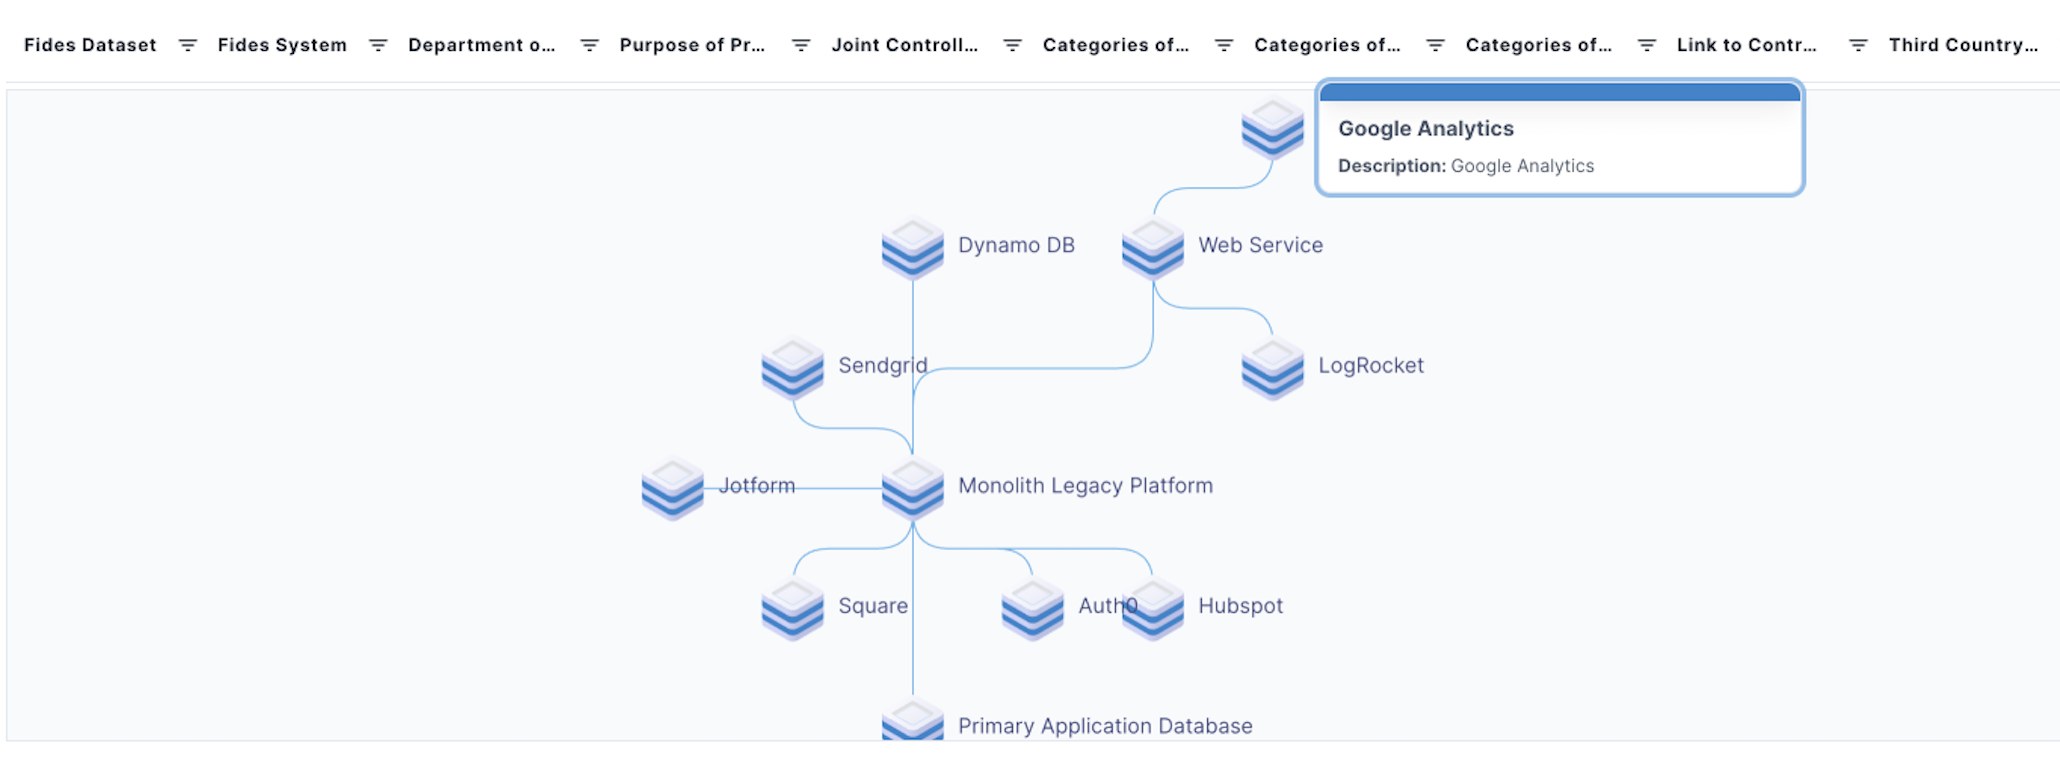 Fides Dataset Fides System Department o... Purpose of Pr... Joint Controll... Categories of... Categories of... Categories of... Link to Contr... Third Country...
Google Analytics
Description: Google Analytics
Dynamo DB Web Service
Sendgrid LogRocket
Jotform Monolith Legacy Platform
Square Auth0 Hubspot
Primary Application Database